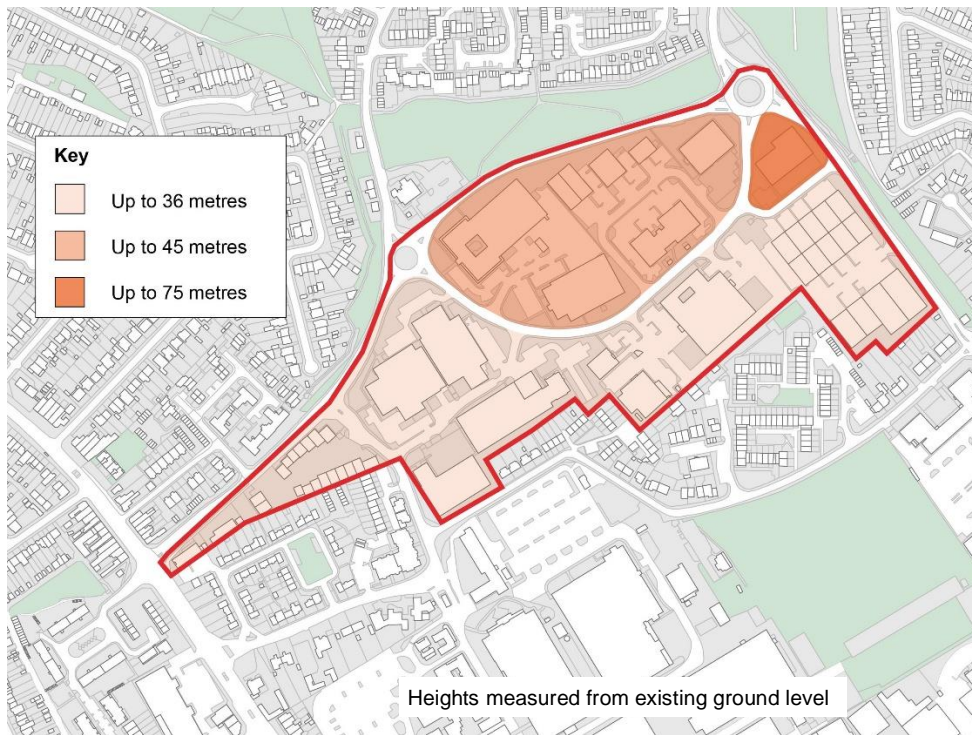 Key
Up to 36 metres
Up to 45 metres
Up to 75 metres
Heights measured from existing ground level